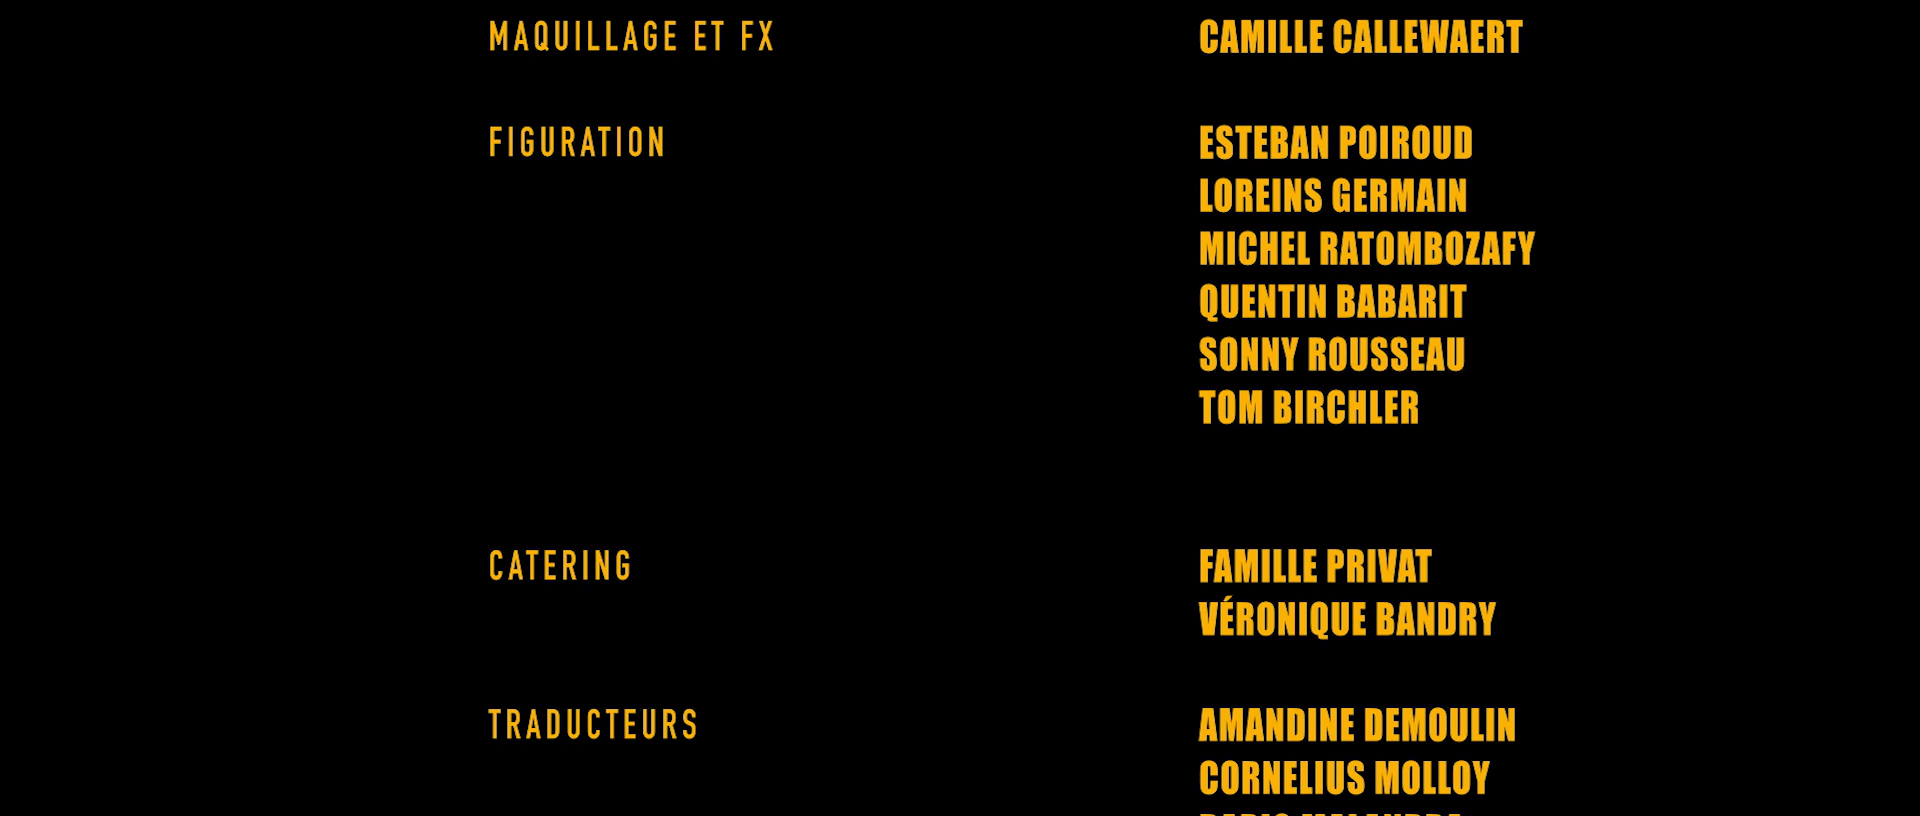 MAQUILLAGE ET FX CAMILLE CALLEWAERT
FIGURATION ESTEBAN POIROUD
LOREINS GERMAIN
MICHEL RATOMBOZAFY
QUENTIN BABARIT
SONNY ROUSSEAU
TOM BIRCHLER
CATERING FAMILLE PRIVAT
VÉRONIQUE BANDRY
TRADUCTEURS AMANDINE DEMOULIN
CORNELIUS MOLLOY